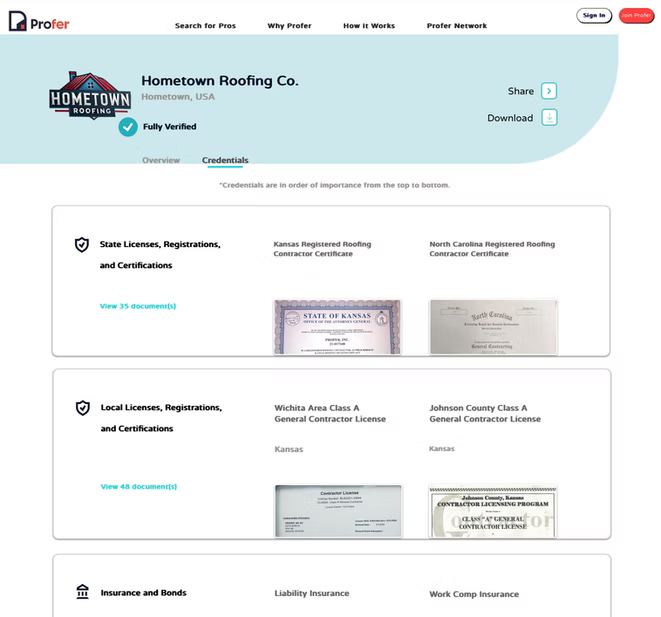 Profer
Search for Pros
Why Profer
How it Works
Profer Network
Sign In
Join Profer
HOMETOWN
ROOFING
Hometown Roofing Co.
Hometown, USA
Fully Verified
Share
Download
Overview
Credentials
*Credentials are in order of importance from the top to bottom.
State Licenses, Registrations,
and Certifications
View 35 document(s)
Kansas Registered Roofing
Contractor Certificate
STATE OF KANSAS
OFFICE OF THE ATTORNEY GENERAL
PROFER, INC.
North Carolina Registered Roofing
Contractor Certificate
North Carolina
General Contracting
Local Licenses, Registrations,
and Certifications
View 48 document(s)
Wichita Area Class A
General Contractor License
Kansas
Contractor License
Johnson County Class A
General Contractor License
Kansas
Johnson County, Kansas
CONTRACTOR LICENSING PROGRAM
CLASS "A" GENERAL
CONTRACTOR LICENSE
Insurance and Bonds
Liability Insurance
Work Comp Insurance